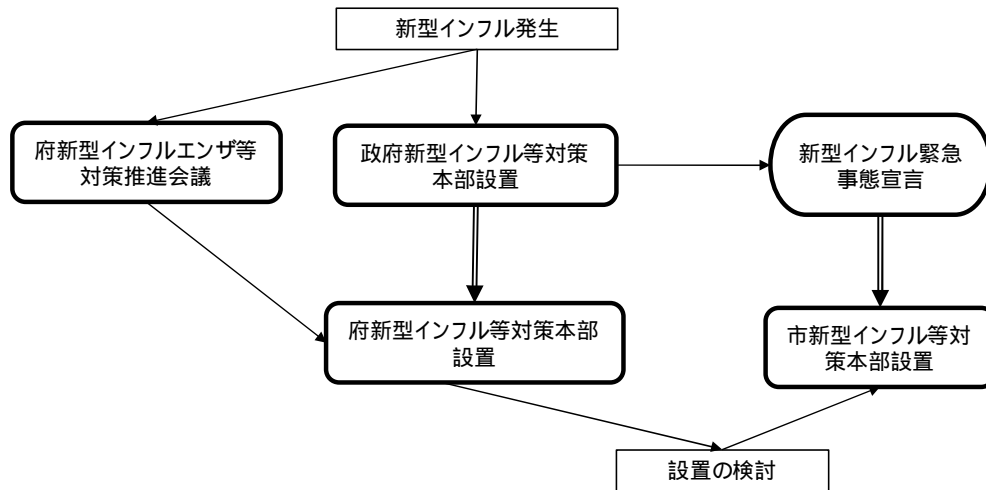 新型インフル発生
府新型インフルエンザ等
対策推進会議
政府新型インフル等対策
本部設置
新型インフル緊急
事態宣言
府新型インフル等対策本部
設置
市新型インフル等対
策本部設置
設置の検討